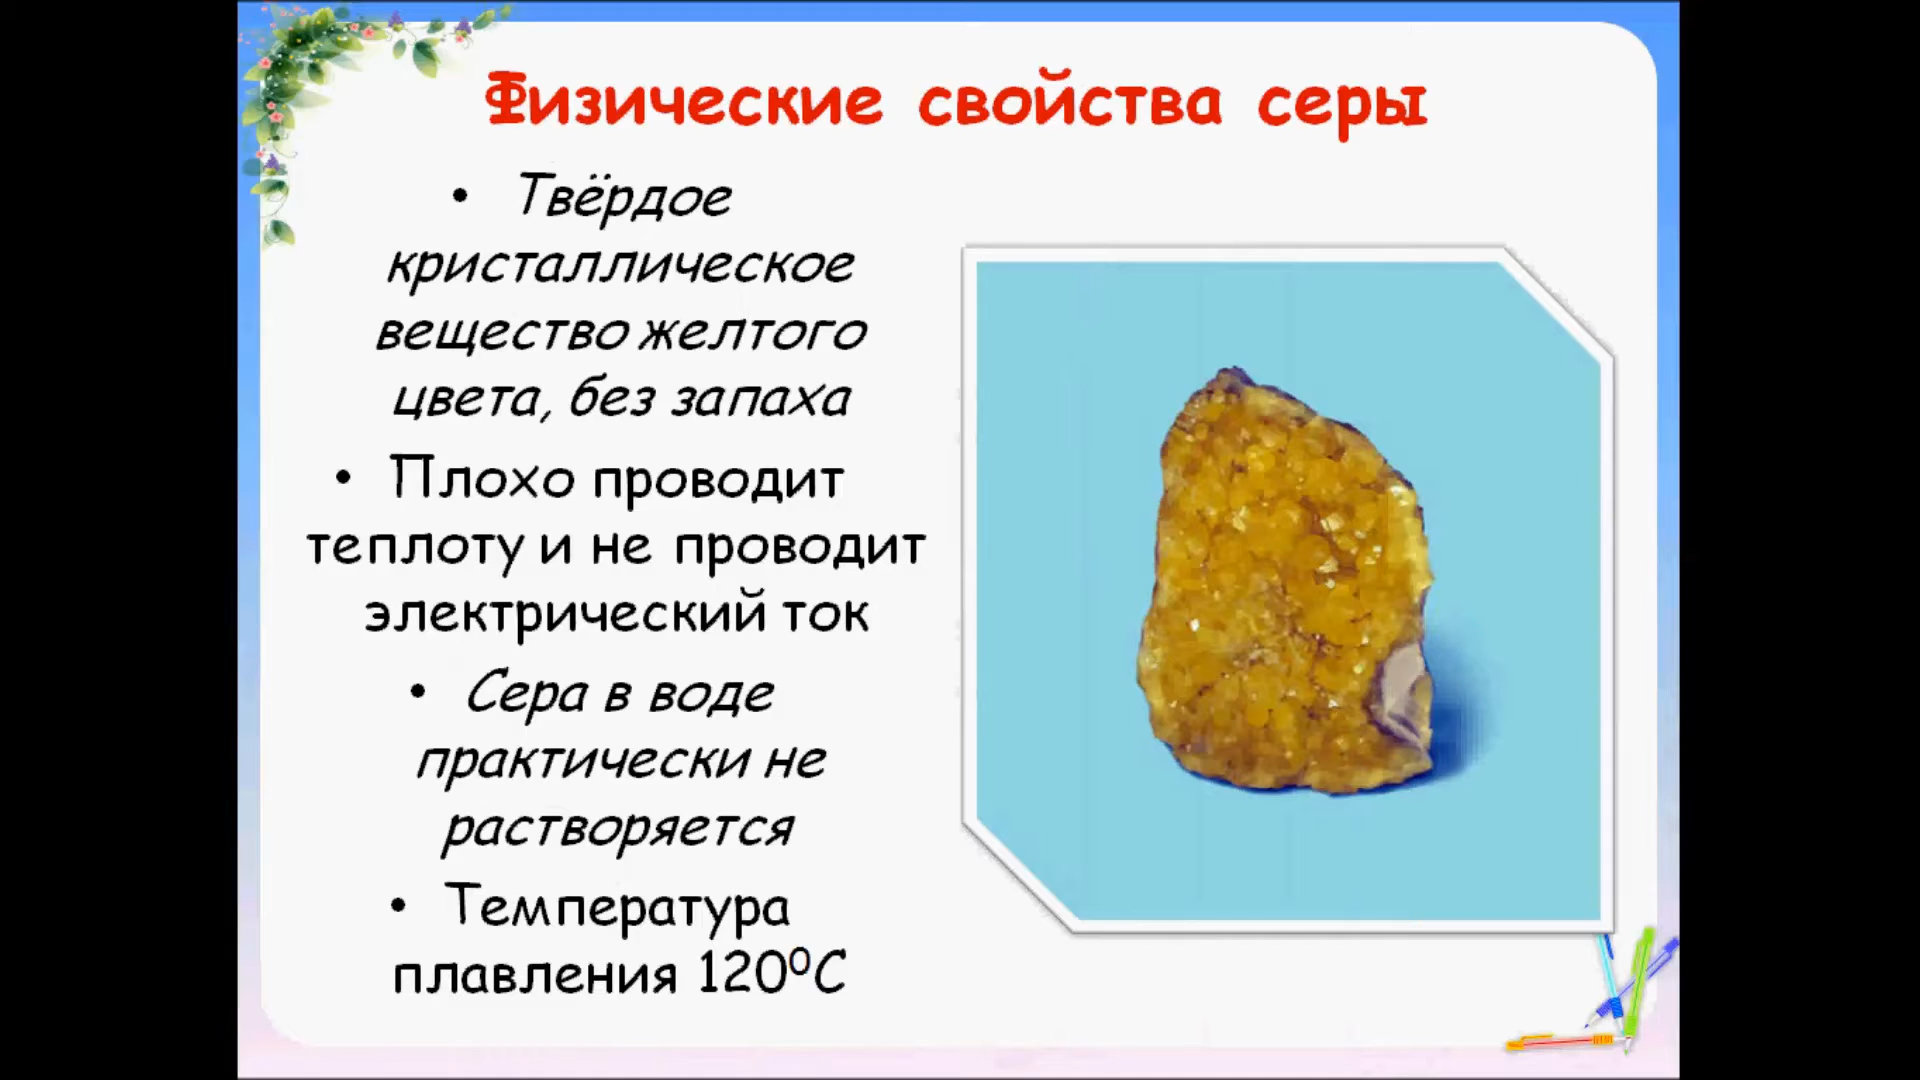 Физические свойства серы
• Твёрдое
кристаллическое
вещество желтого
цвета, без запаха
• Плохо проводит
теплоту и не проводит
электрический ток
• Сера в воде
практически не
растворяется
• Температура
плавления 120⁰С